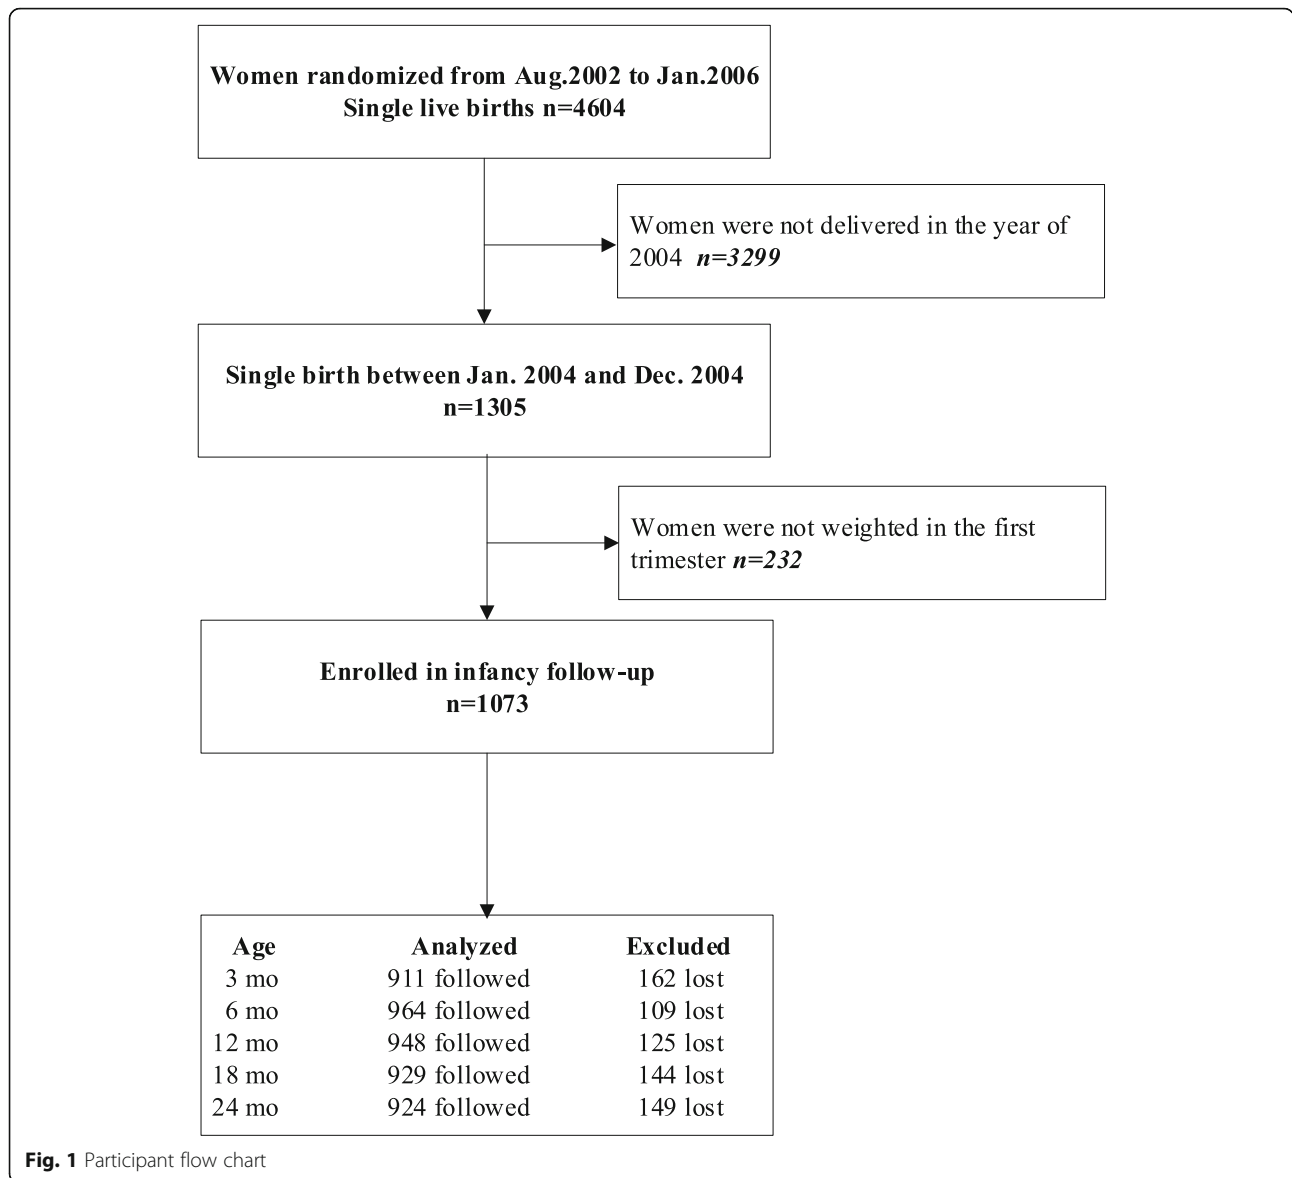 Women randomized from Aug.2002 to Jan.2006
Single live births n=4604
Women were not delivered in the year of
2004 n=3299
Single birth between Jan. 2004 and Dec. 2004
n=1305
Women were not weighted in the first
trimester n=232
Enrolled in infancy follow-up
n=1073
Age Analyzed Excluded
3 mo 911 followed 162 lost
6 mo 964 followed 109 lost
12 mo 948 followed 125 lost
18 mo 929 followed 144 lost
24 mo 924 followed 149 lost
Fig. 1 Participant flow chart